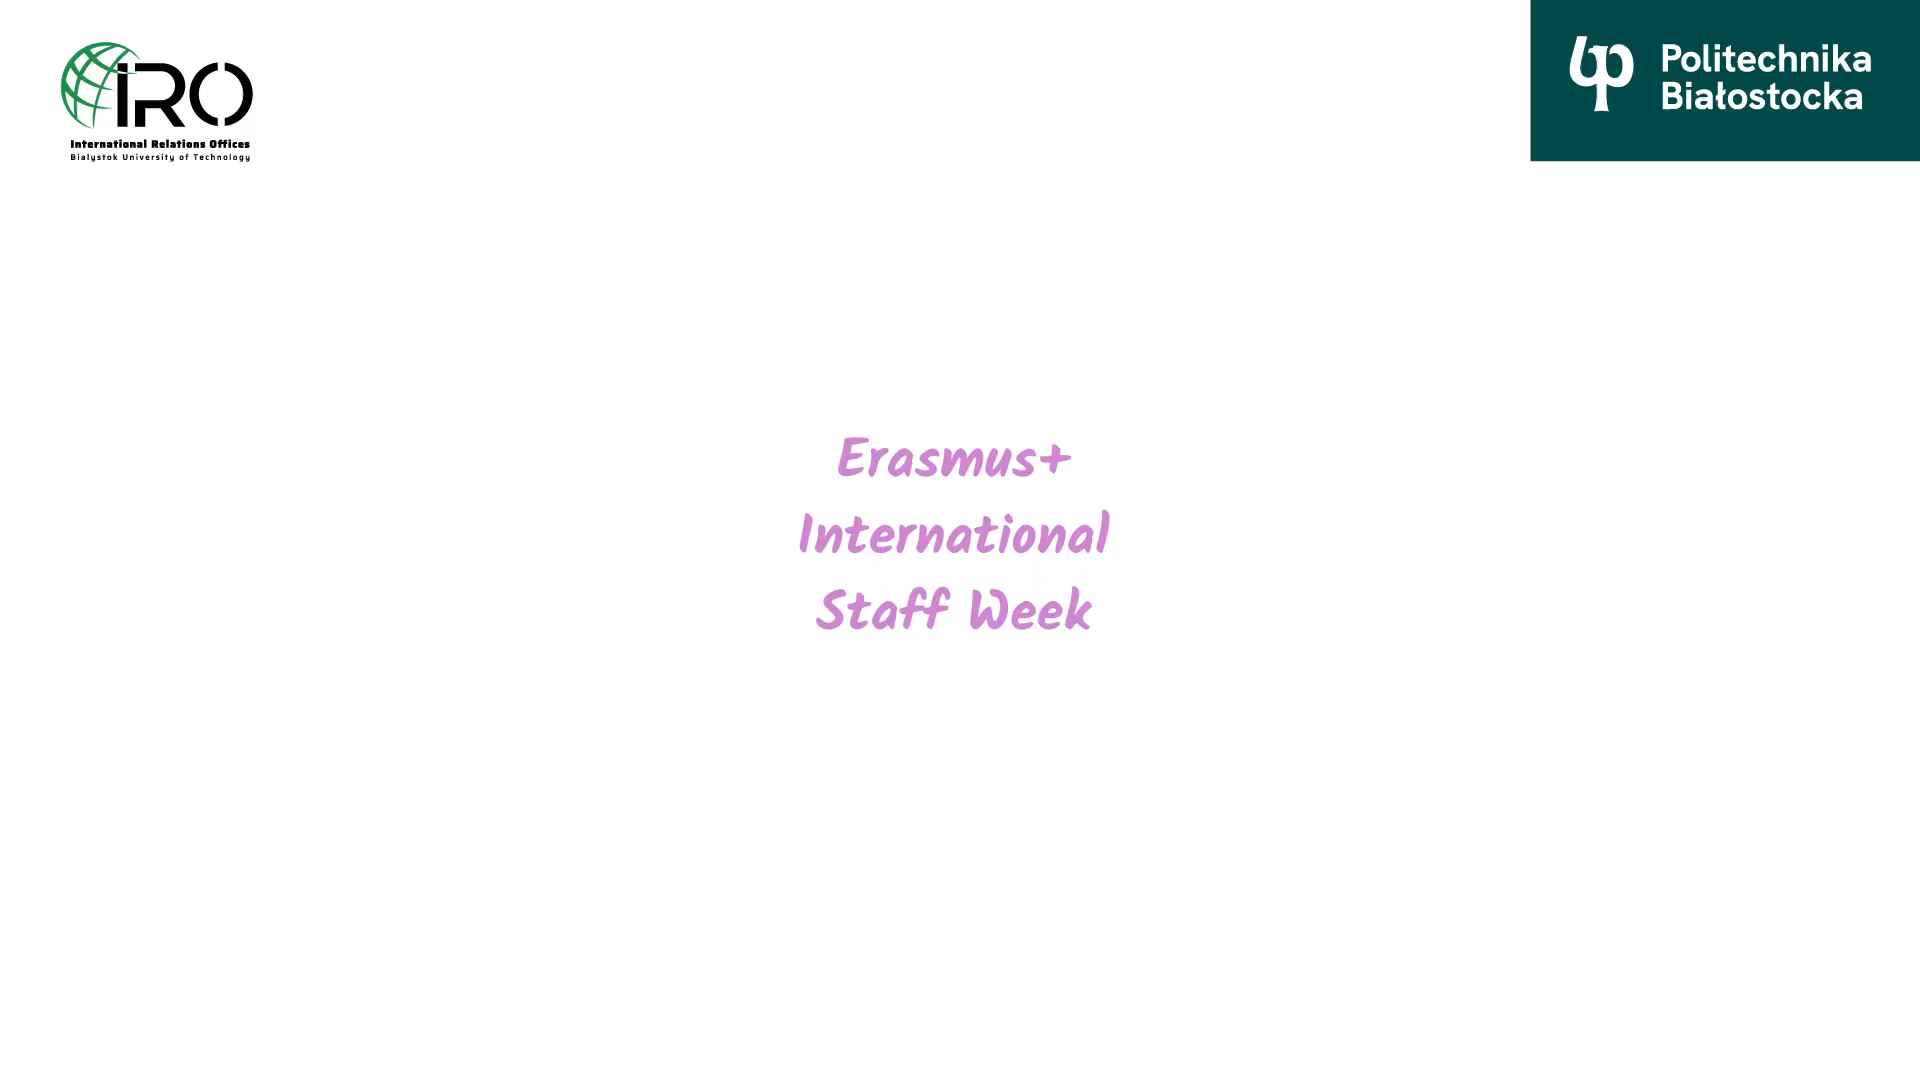 IRO
International Relations Offices
Bialystok University of Technology
Politechnika
Białostocka
Erasmus+
International
Staff Week